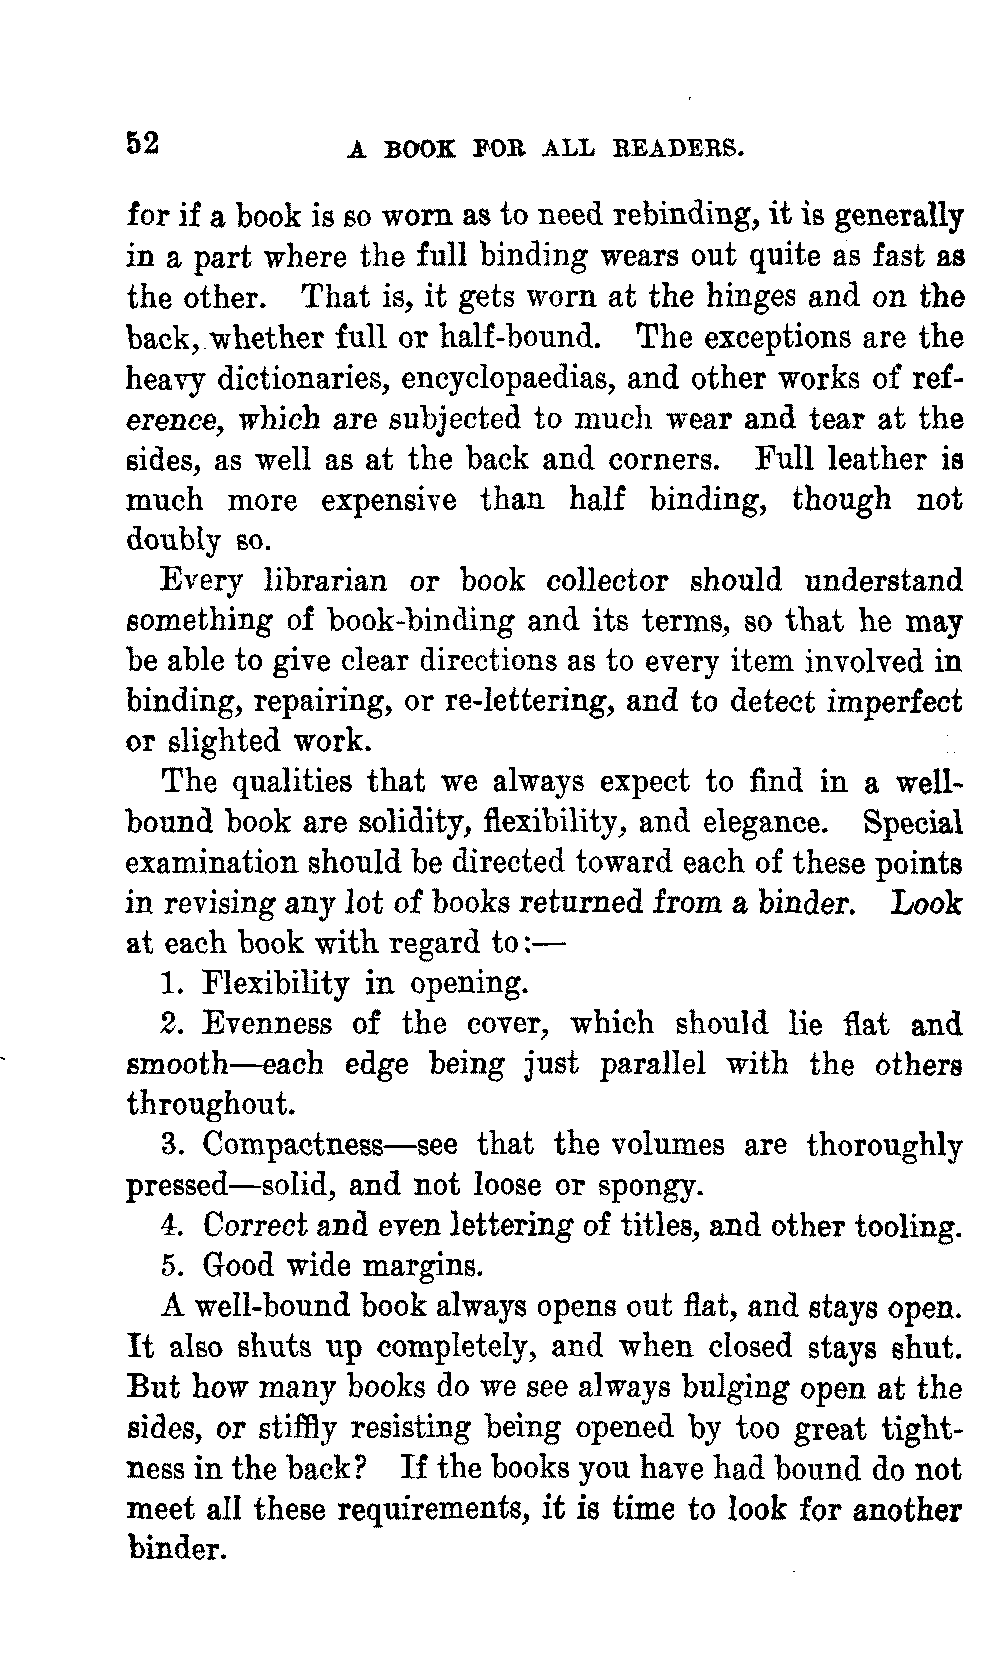 52 A BOOK FOR ALL READERS.
for if a book is so worn as to need rebinding, it is generally
in a part where the full binding wears out quite as fast as
the other. That is, it gets worn at the hinges and on the
back, whether full or half-bound. The exceptions are the
heavy dictionaries, encyclopaedias, and other works of ref-
erence, which are subjected to much wear and tear at the
sides, as well as at the back and corners. Full leather is
much more expensive than half binding, though not
doubly so.
Every librarian or book collector should understand
something of book-binding and its terms, so that he may
be able to give clear directions as to every item involved in
binding, repairing, or re-lettering, and to detect imperfect
or slighted work.
The qualities that we always expect to find in a well-
bound book are solidity, flexibility, and elegance. Special
examination should be directed toward each of these points
in revising any lot of books returned from a binder. Look
at each book with regard to:—
1. Flexibility in opening.
2. Evenness of the cover, which should lie flat and
smooth—each edge being just parallel with the others
throughout.
3. Compactness—see that the volumes are thoroughly
pressed—solid, and not loose or spongy.
4. Correct and even lettering of titles, and other tooling.
5. Good wide margins.
A well-bound book always opens out flat, and stays open.
It also shuts up completely, and when closed stays shut.
But how many books do we see always bulging open at the
sides, or stiffly resisting being opened by too great tight-
ness in the back? If the books you have had bound do not
meet all these requirements, it is time to look for another
binder.